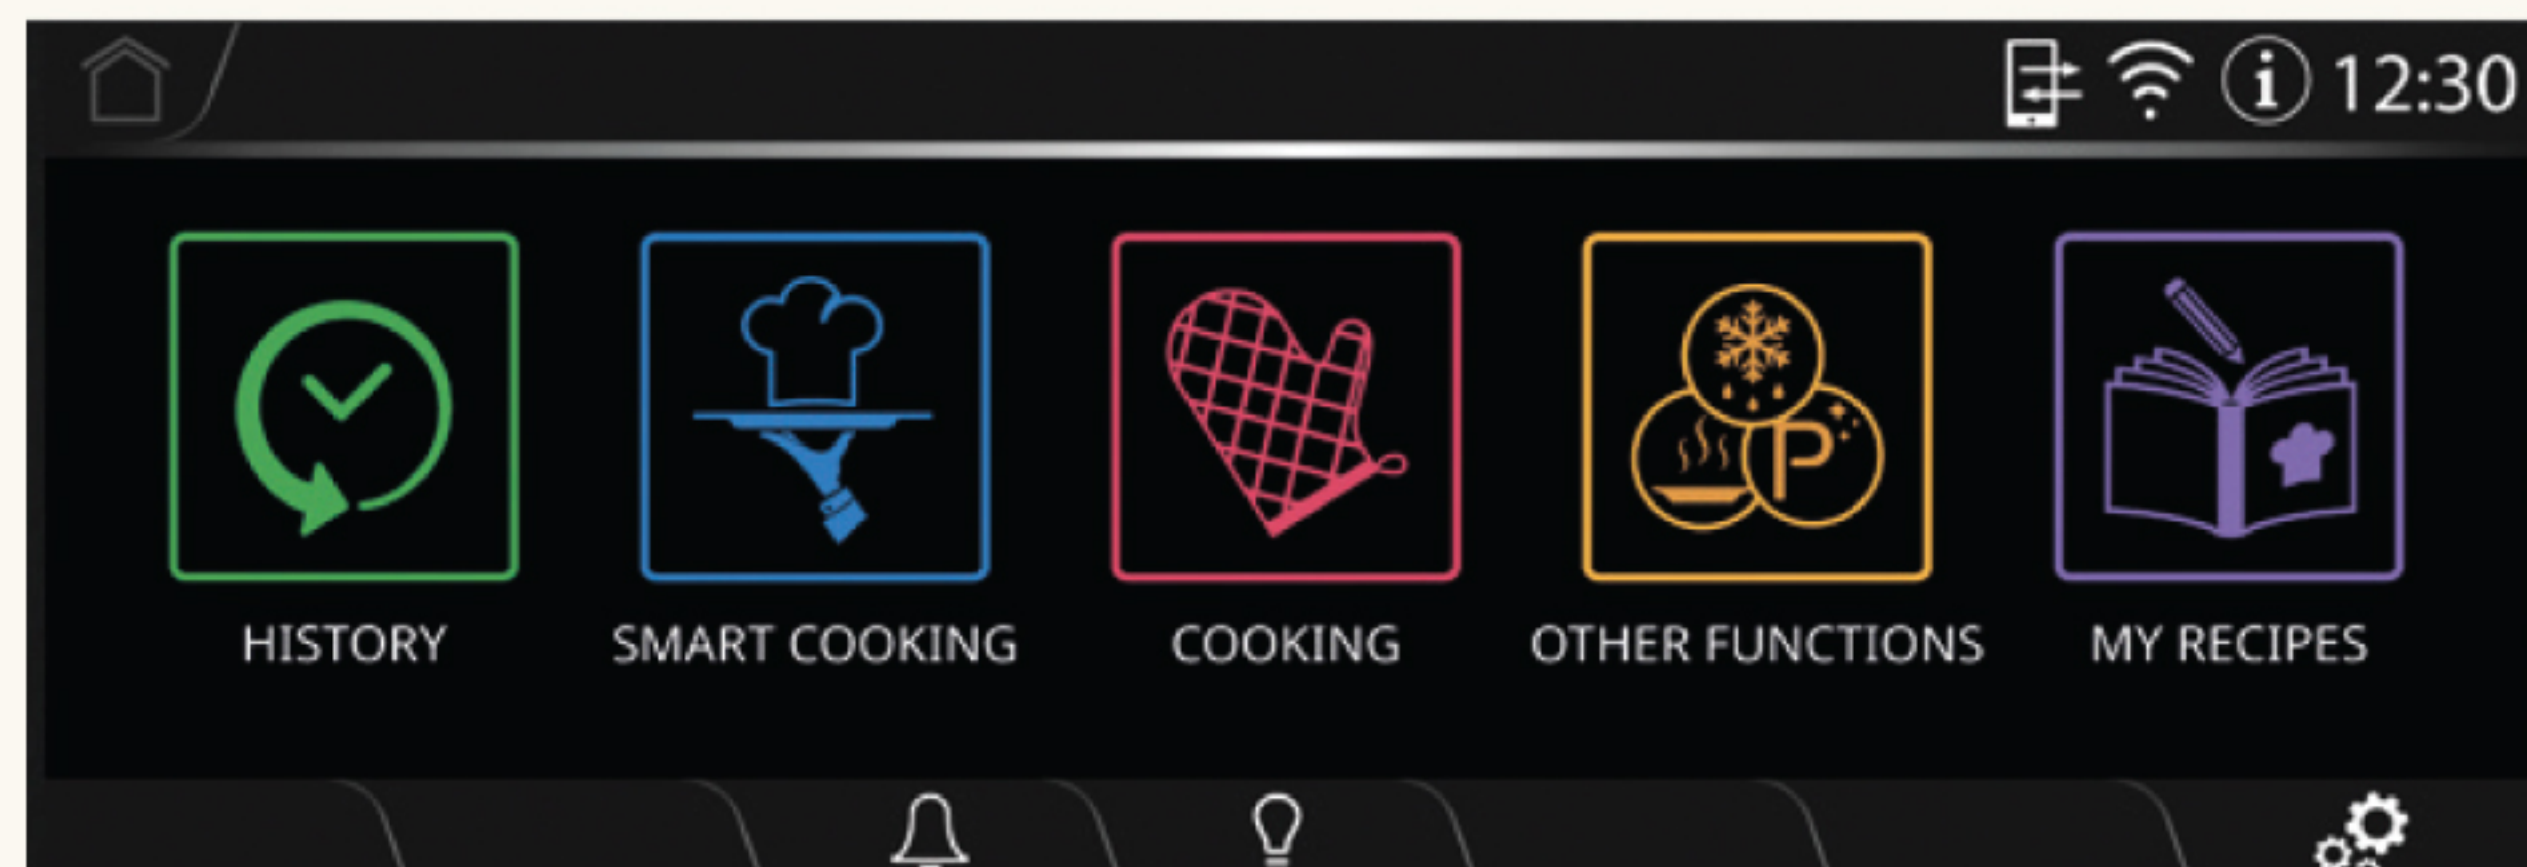 12:30
HISTORY
SMART COOKING
COOKING
OTHER FUNCTIONS
MY RECIPES